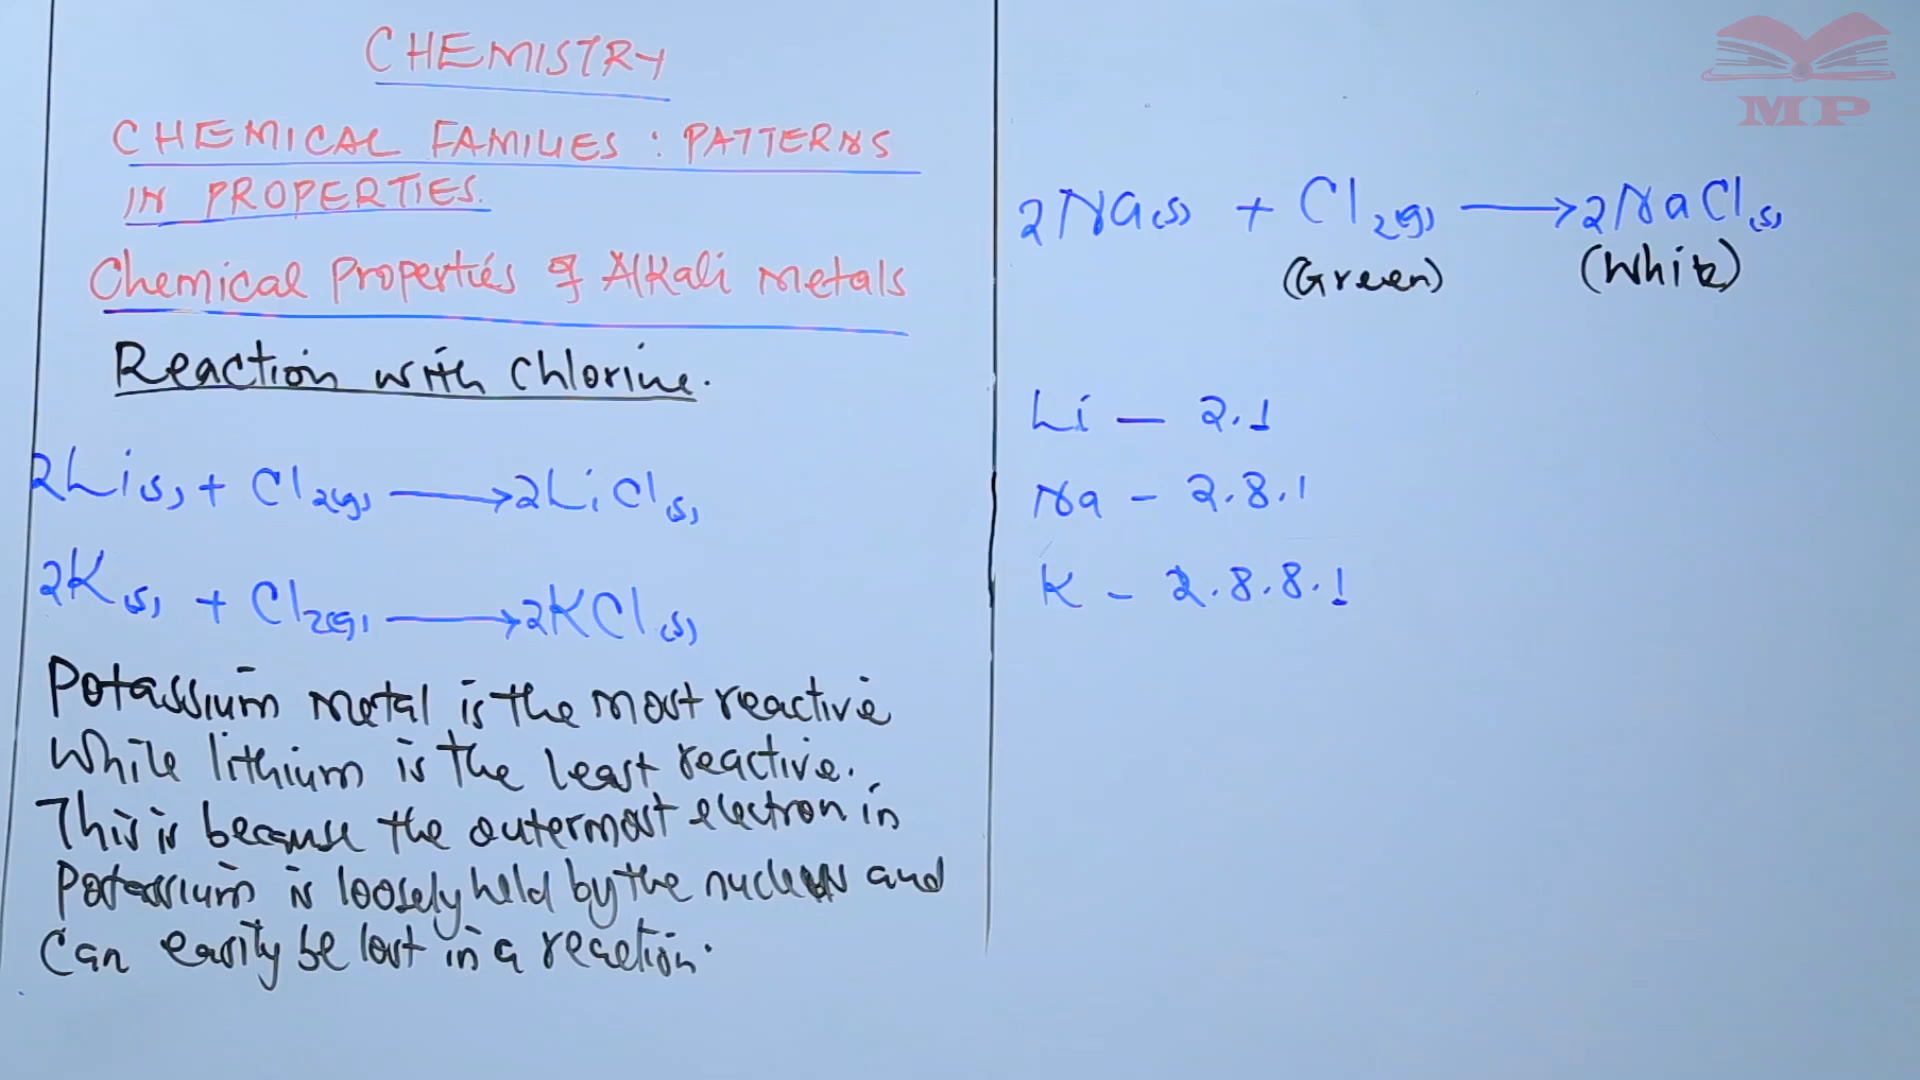 CHEMISTRY
CHEMICAL FAMILIES : PATTERNS
IN PROPERTIES.
Chemical Properties of Alkali metals
Reaction with chlorine.
2Li(s) + Cl2(g) → 2LiCl(s)
2K(s) + Cl2(g) → 2KCl(s)
Potassium metal is the most reactive
While lithium is the least reactive.
This is because the outermost electron in
Potassium is loosely held by the nucleus and
Can easily be lost in a reaction.
MP
2Na(s) + Cl2(g) → 2NaCl(s)
(Green) (White)
Li — 2.1
Na - 2.8.1
K - 2.8.8.1